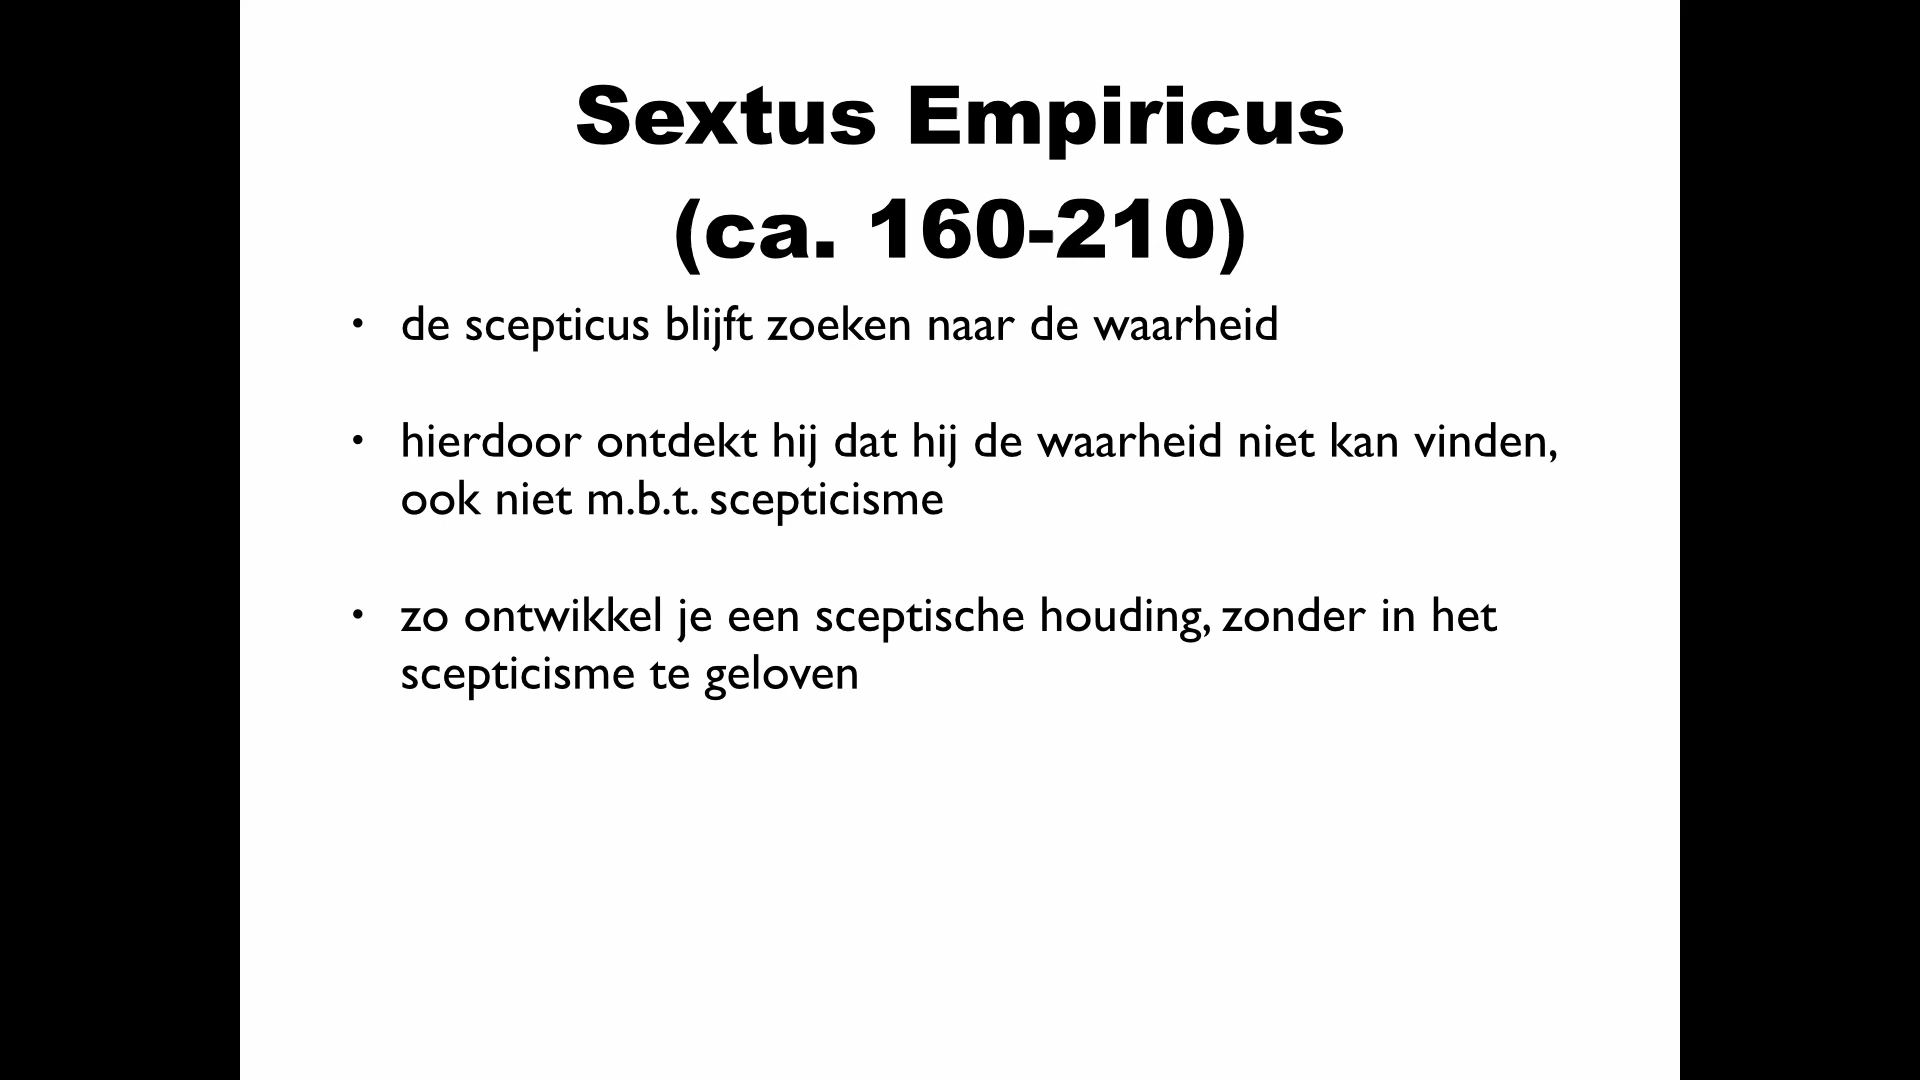 Sextus Empiricus
(ca. 160-210)
• de scepticus blijft zoeken naar de waarheid
• hierdoor ontdekt hij dat hij de waarheid niet kan vinden,
ook niet m.b.t. scepticisme
• zo ontwikkel je een sceptische houding, zonder in het
scepticisme te geloven